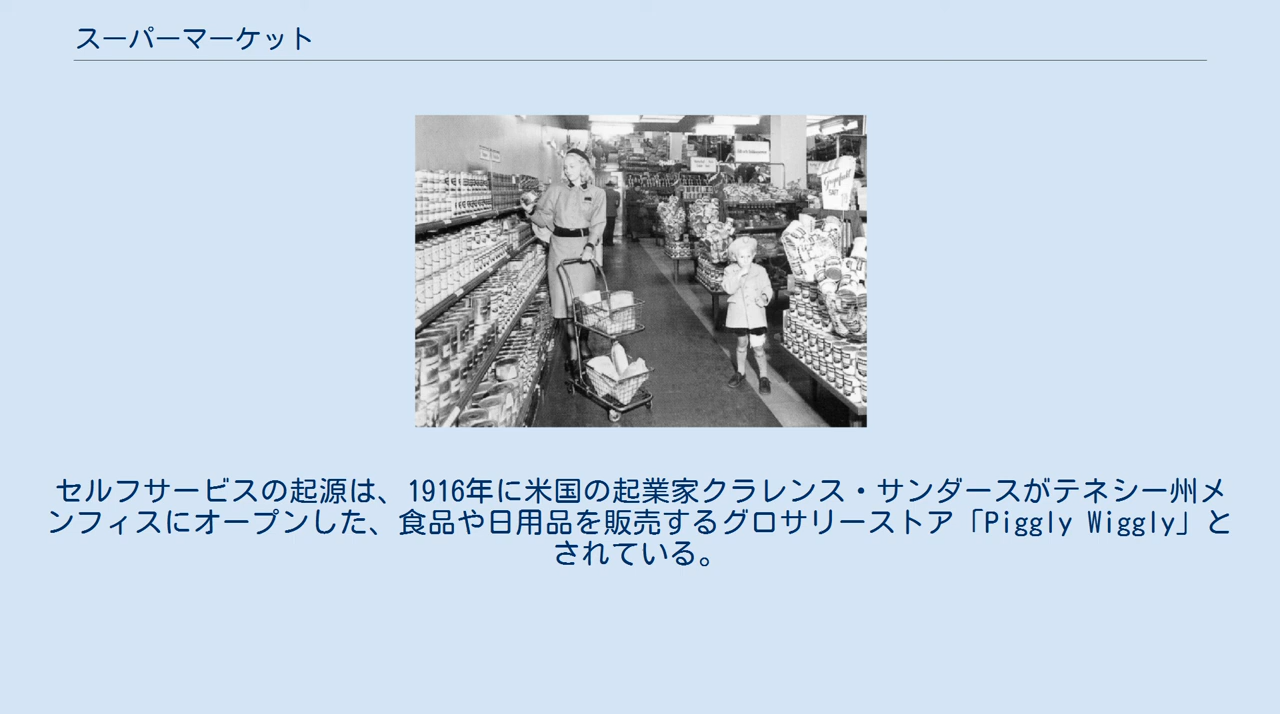 スーパーマーケット
セルフサービスの起源は、1916年に米国の起業家クラレンス・サンダースがテネシー州メ
ンフィスにオープンした、食品や日用品を販売するグロサリーストア「Piggly Wiggly」と
されている。